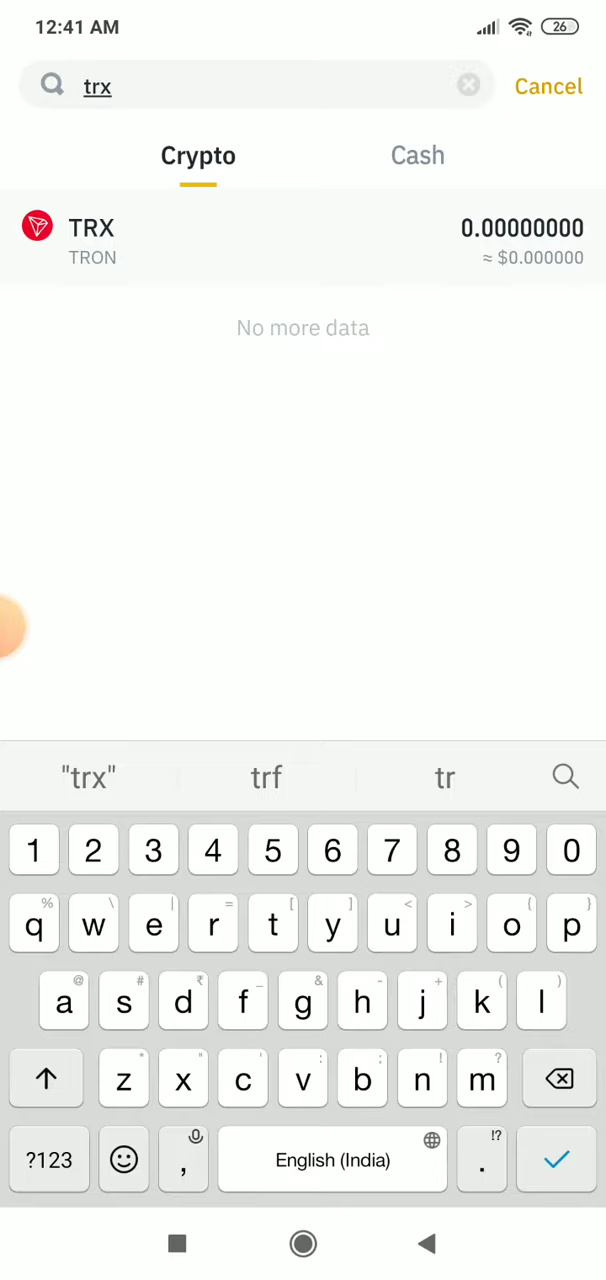 12:41 AM 26
trx Cancel
Crypto Cash
TRX 0.00000000
TRON ≈ $0.000000
No more data
"trx" trf tr
1 2 3 4 5 6 7 8 9 0
% \ | = [ ] < > { }
q w e r t y u i o p
@ # ₹ _ & - + ( )
a s d f g h j k l
* " ' : ; ! ?
z x c v b n m
?123 , English (India) !? .